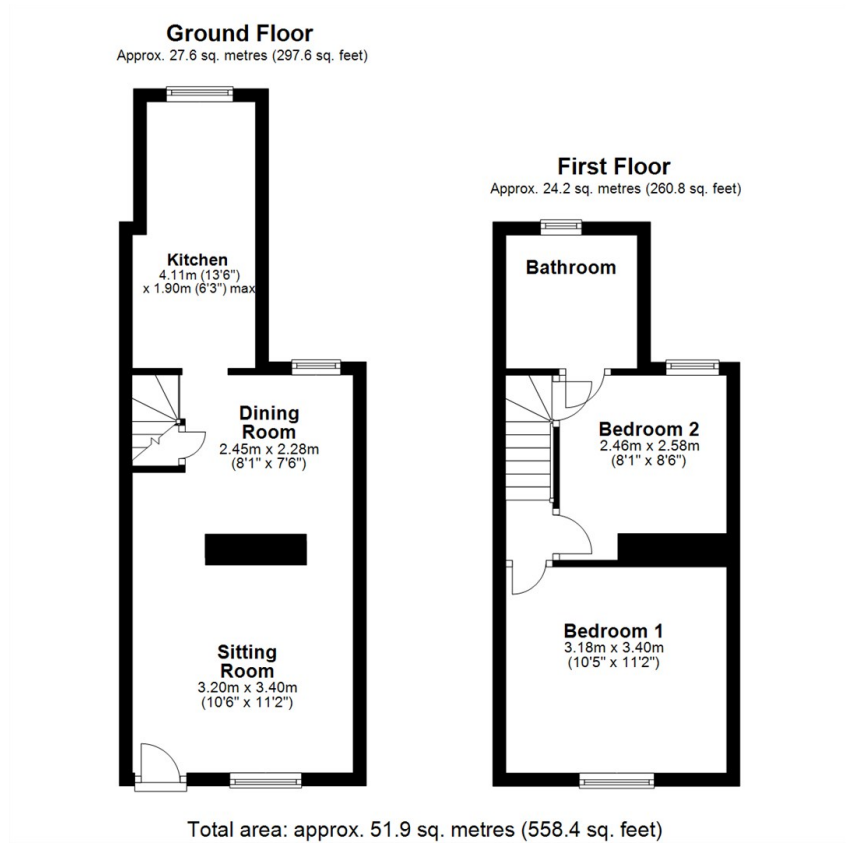 Ground Floor
Approx. 27.6 sq. metres (297.6 sq. feet)
Kitchen
4.11m (13'6")
x 1.90m (6'3") max
Dining
Room
2.45m x 2.28m
(8'1" x 7'6")
Sitting
Room
3.20m x 3.40m
(10'6" x 11'2")
First Floor
Approx. 24.2 sq. metres (260.8 sq. feet)
Bathroom
Bedroom 2
2.46m x 2.58m
(8'1" x 8'6")
Bedroom 1
3.18m x 3.40m
(10'5" x 11'2")
Total area: approx. 51.9 sq. metres (558.4 sq. feet)